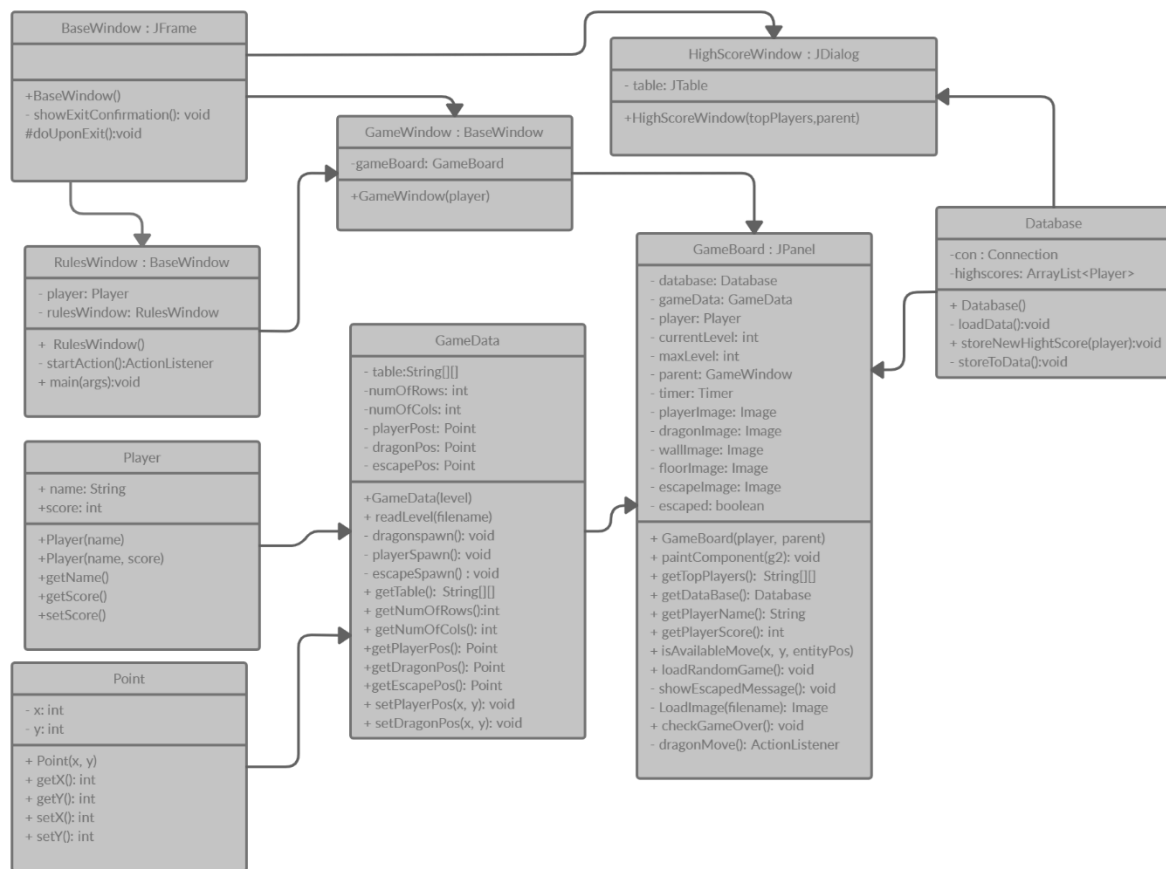 BaseWindow : JFrame
+BaseWindow()
- showExitConfirmation(): void
#doUponExit():void
HighScoreWindow : JDialog
- table: JTable
+HighScoreWindow(topPlayers,parent)
GameWindow : BaseWindow
-gameBoard: GameBoard
+GameWindow(player)
RulesWindow : BaseWindow
- player: Player
- rulesWindow: RulesWindow
+ RulesWindow()
- startAction():ActionListener
+ main(args):void
Database
-con : Connection
-highscores: ArrayList<Player>
+ Database()
- loadData():void
+ storeNewHightScore(player):void
- storeToData():void
GameBoard : JPanel
- database: Database
- gameData: GameData
- player: Player
- currentLevel: int
- maxLevel: int
- parent: GameWindow
- timer: Timer
- playerImage: Image
- dragonImage: Image
- wallImage: Image
- floorImage: Image
- escapeImage: Image
- escaped: boolean
+ GameBoard(player, parent)
+ paintComponent(g2): void
+ getTopPlayers(): String[][]
+ getDataBase(): Database
+ getPlayerName(): String
+ getPlayerScore(): int
+ isAvailableMove(x, y, entityPos)
+ loadRandomGame(): void
- showEscapedMessage(): void
- LoadImage(filename): Image
+ checkGameOver(): void
- dragonMove(): ActionListener
GameData
- table:String[][]
-numOfRows: int
-numOfCols: int
- playerPost: Point
- dragonPos: Point
- escapePos: Point
+GameData(level)
+ readLevel(filename)
- dragonspawn(): void
- playerSpawn(): void
- escapeSpawn() : void
+ getTable(): String[][]
+ getNumOfRows():int
+ getNumOfCols(): int
+getPlayerPos(): Point
+getDragonPos(): Point
+getEscapePos(): Point
+ setPlayerPos(x, y): void
+ setDragonPos(x, y): void
Player
+ name: String
+score: int
+Player(name)
+Player(name, score)
+getName()
+getScore()
+setScore()
Point
- x: int
- y: int
+ Point(x, y)
+ getX(): int
+ getY(): int
+ setX(): int
+ setY(): int